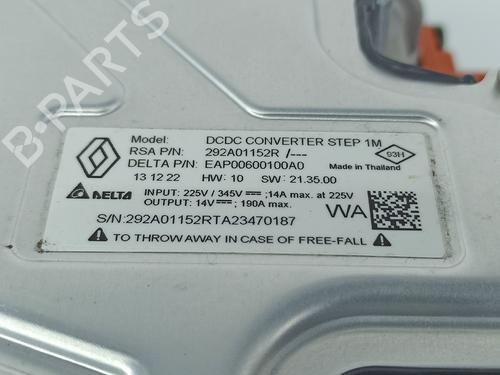 Model: DCDC CONVERTER STEP 1M
RSA P/N: 292A01152R /---
DELTA P/N: EAP00600100A0
93H
Made in Thailand
13 12 22 HW: 10 SW: 21.35.00
DELTA
INPUT: 225V / 345V ;14A max. at 225V
OUTPUT: 14V ; 190A max.
WA
S/N:292A01152RTA23470187
TO THROW AWAY IN CASE OF FREE-FALL
B-PARTS